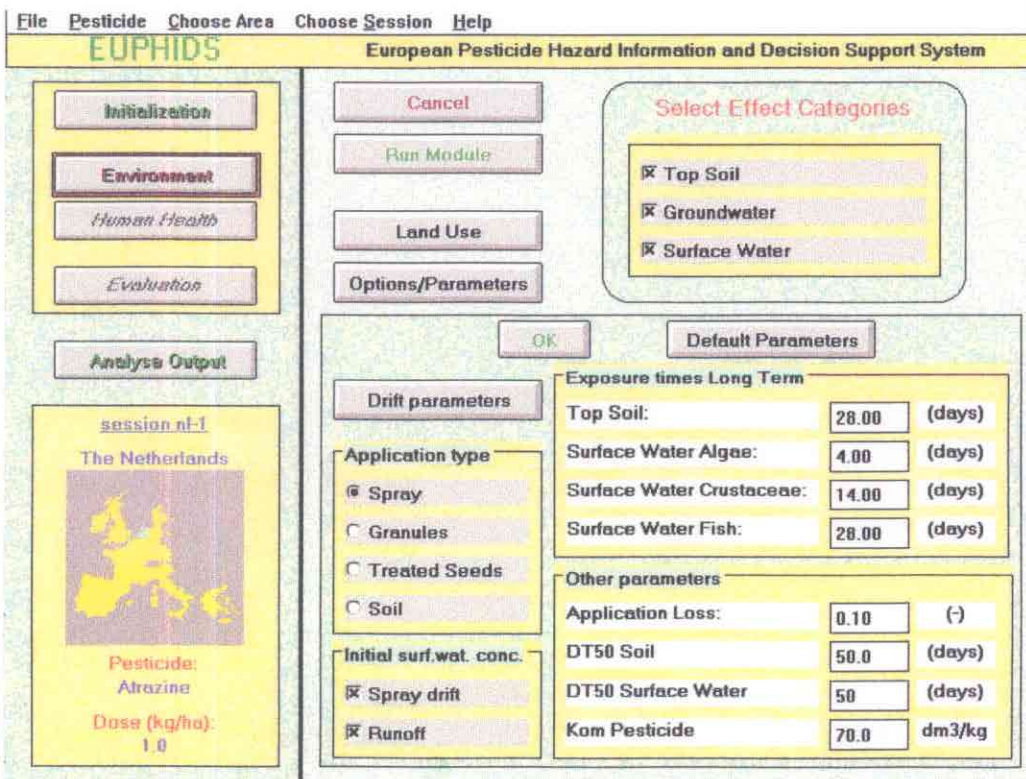 File Pesticide Choose Area Choose Session Help
EUPHIDS
European Pesticide Hazard Information and Decision Support System
Initialization
Environment
Human Health
Evaluation
Analyse Output
session nl-1
The Netherlands
Pesticide:
Atrazine
Dose (kg/ha):
1.0
Cancel
Run Module
Land Use
Options/Parameters
Select Effect Categories
Top Soil
Groundwater
Surface Water
OK
Default Parameters
Drift parameters
Application type
Spray
Granules
Treated Seeds
Soil
Initial surf.wat. conc.
Spray drift
Runoff
Exposure times Long Term
Top Soil: 28.00 (days)
Surface Water Algae: 4.00 (days)
Surface Water Crustaceae: 14.00 (days)
Surface Water Fish: 28.00 (days)
Other parameters
Application Loss: 0.10 (-)
DT50 Soil 50.0 (days)
DT50 Surface Water 50 (days)
Kom Pesticide 70.0 dm3/kg